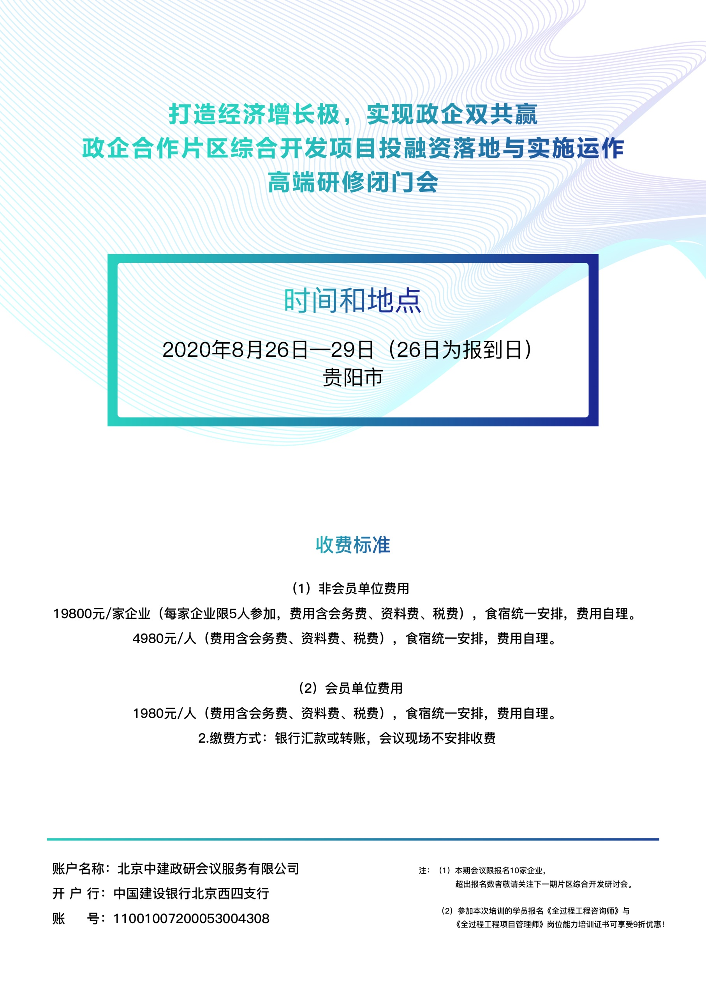 打造经济增长极，实现政企双共赢
政企合作片区综合开发项目投融资落地与实施运作
高端研修闭门会
时间和地点
2020年8月26日—29日（26日为报到日）
贵阳市
收费标准
（1）非会员单位费用
19800元/家企业（每家企业限5人参加，费用含会务费、资料费、税费），食宿统一安排，费用自理。
4980元/人（费用含会务费、资料费、税费），食宿统一安排，费用自理。
（2）会员单位费用
1980元/人（费用含会务费、资料费、税费），食宿统一安排，费用自理。
2.缴费方式：银行汇款或转账，会议现场不安排收费
账户名称：北京中建政研会议服务有限公司
开 户 行：中国建设银行北京西四支行
账 号：11001007200053004308
注：（1）本期会议限报名10家企业，
超出报名数者敬请关注下一期片区综合开发研讨会。
（2）参加本次培训的学员报名《全过程工程咨询师》与
《全过程工程项目管理师》岗位能力培训证书可享受9折优惠！